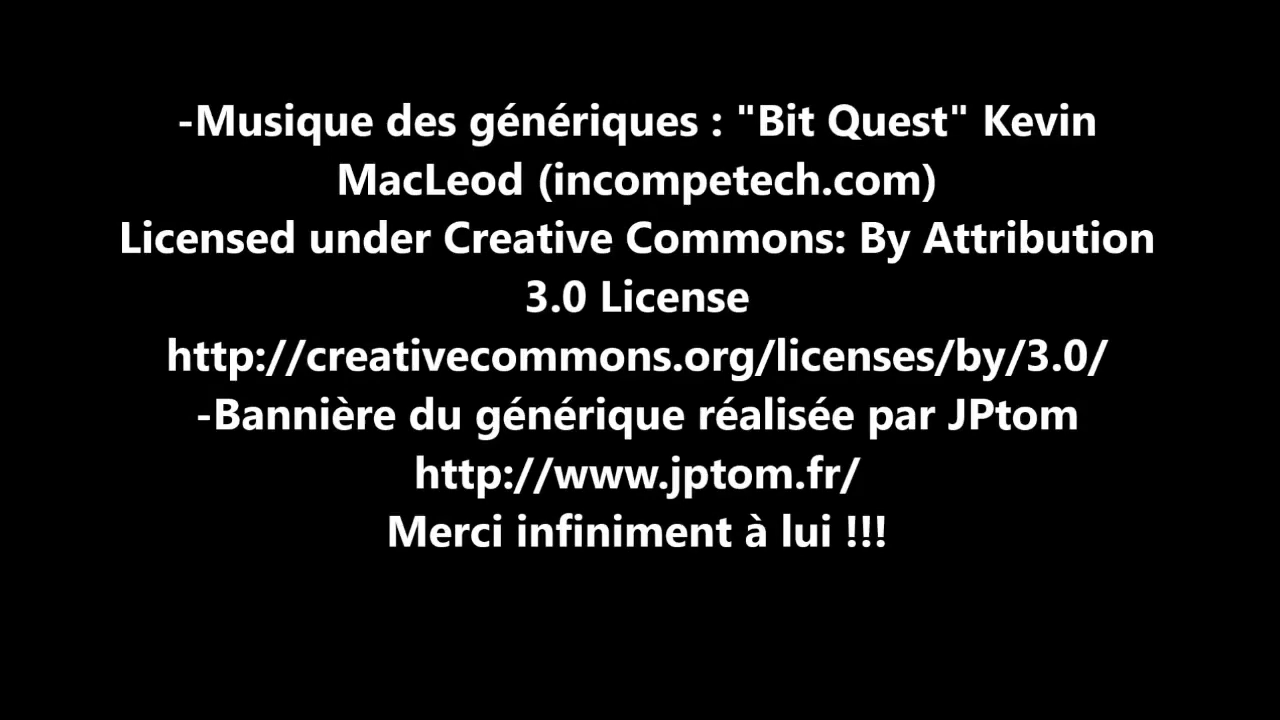 -Musique des génériques : "Bit Quest" Kevin
MacLeod (incompetech.com)
Licensed under Creative Commons: By Attribution
3.0 License
http://creativecommons.org/licenses/by/3.0/
-Bannière du générique réalisée par JPtom
http://www.jptom.fr/
Merci infiniment à lui !!!